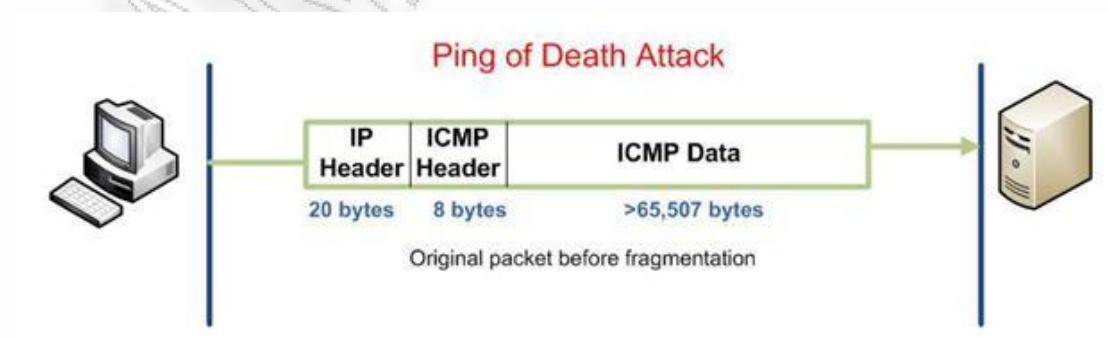 Ping of Death Attack
IP Header
ICMP Header
ICMP Data
20 bytes
8 bytes
>65,507 bytes
Original packet before fragmentation